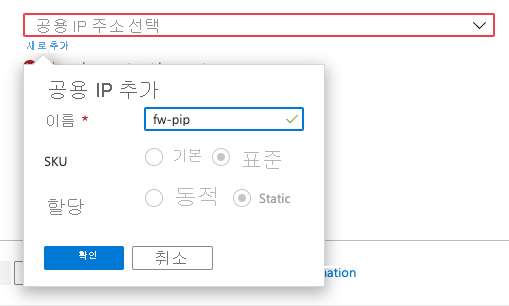 공용 IP 주소 선택
새로 추가
공용 IP 추가
이름 *
fw-pip
SKU
기본
표준
할당
동적
Static
확인
취소
mation